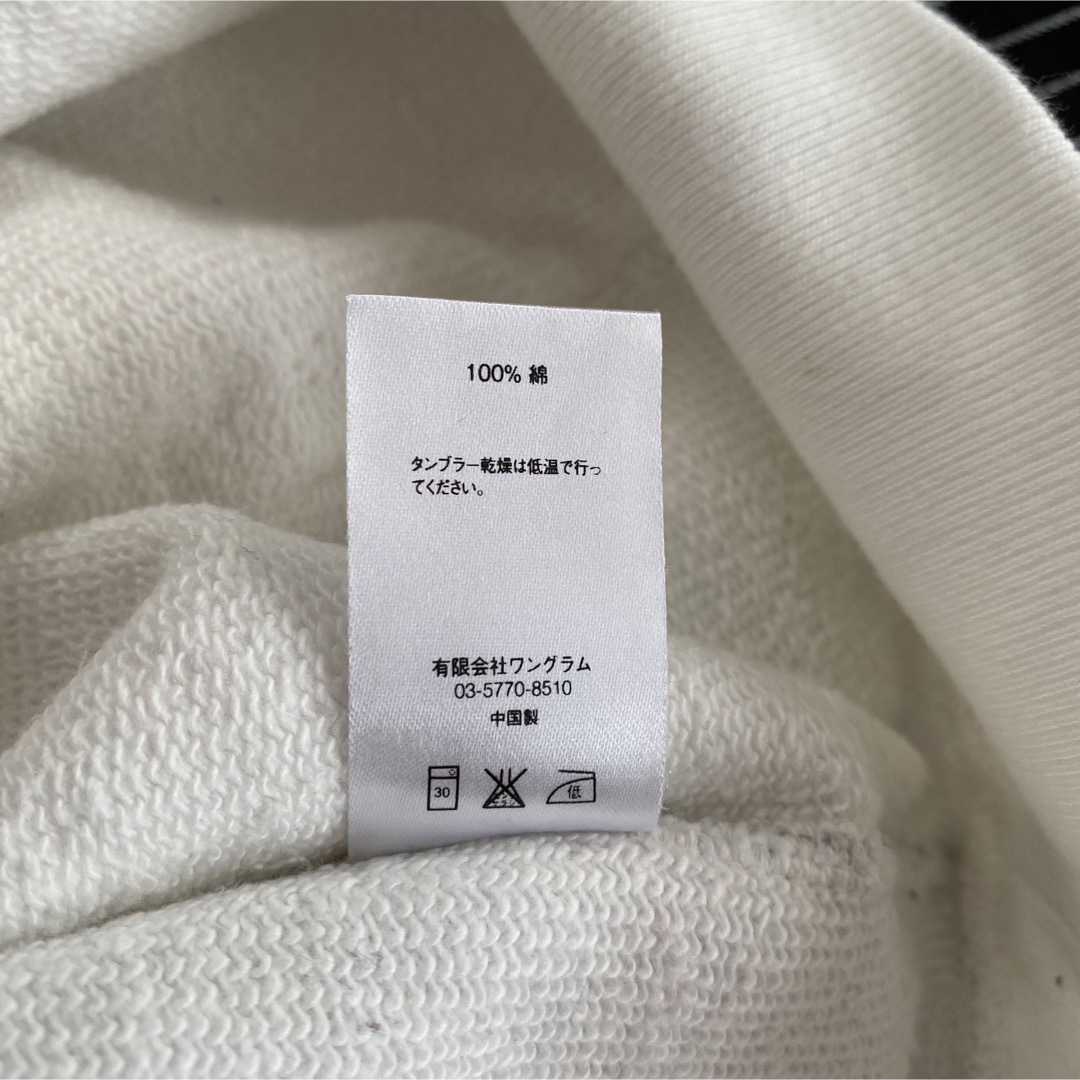 100% 綿
タンブラー乾燥は低温で行っ
てください。
有限会社ワングラム
03-5770-8510
中国製
30
低